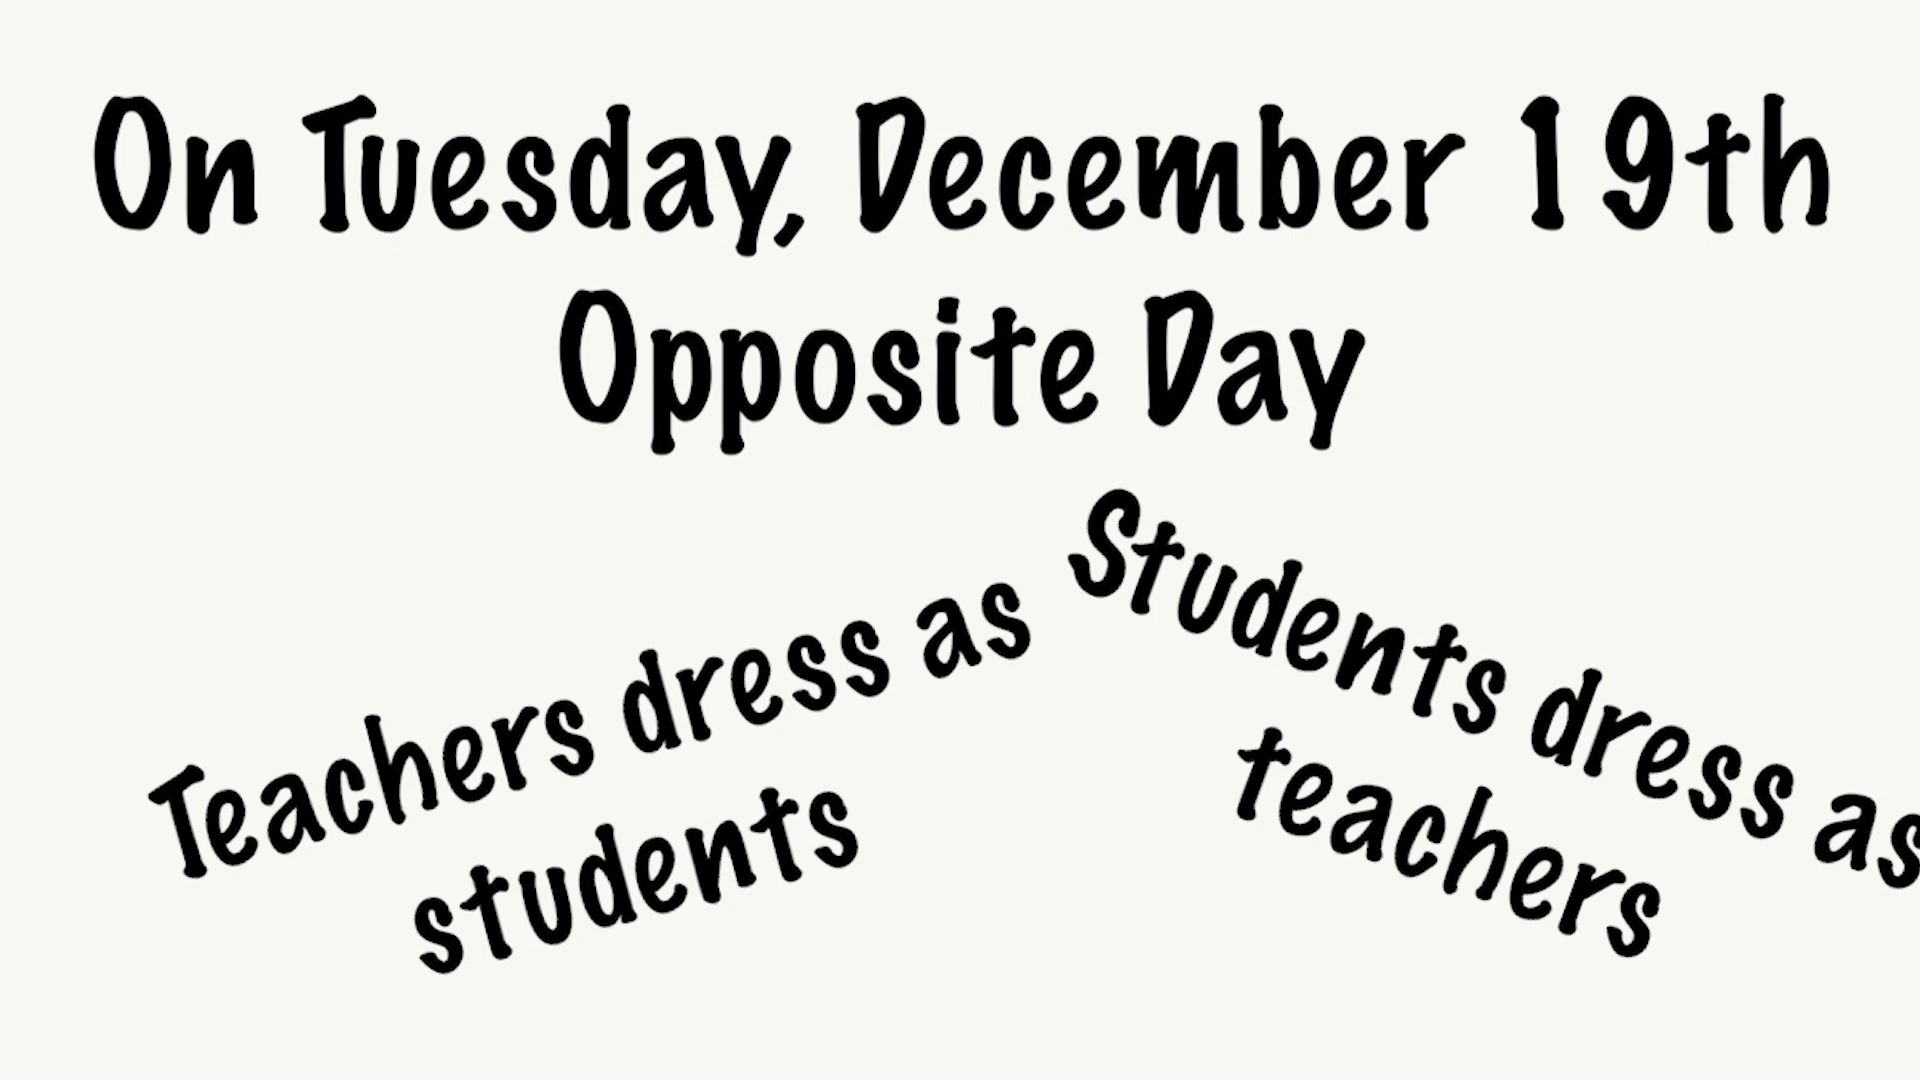 On Tuesday, December 19th
Opposite Day
Teachers dress as
students
Students dress as
teachers